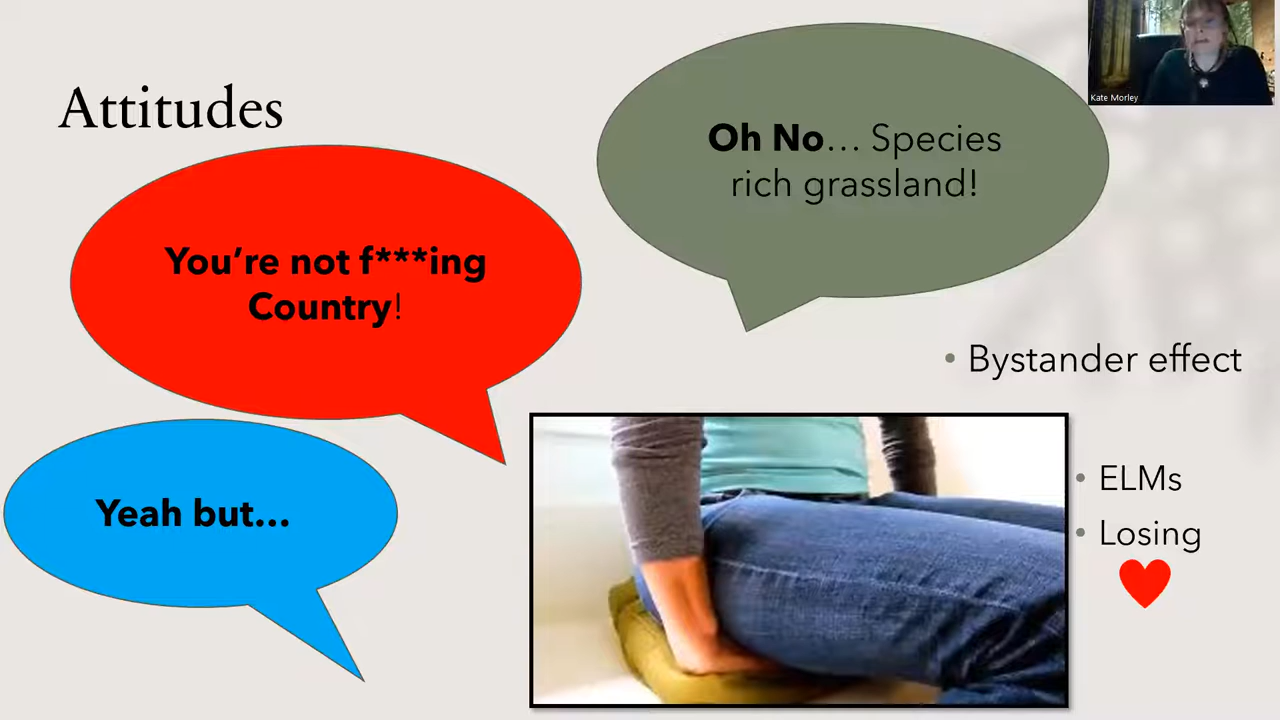 Attitudes
Oh No... Species
rich grassland!
Kate Morley
You're not f***ing
Country!
Yeah but...
• Bystander effect
• ELMs
• Losing